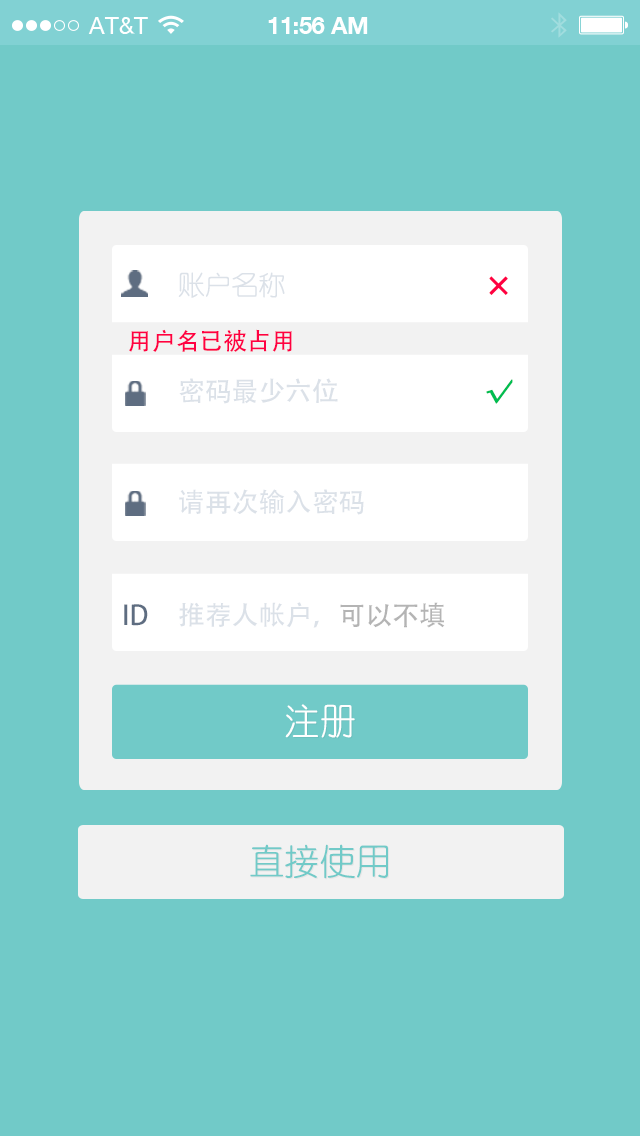 AT&T 11:56 AM
账户名称
用户名已被占用
密码最少六位
请再次输入密码
ID 推荐人帐户，可以不填
注册
直接使用